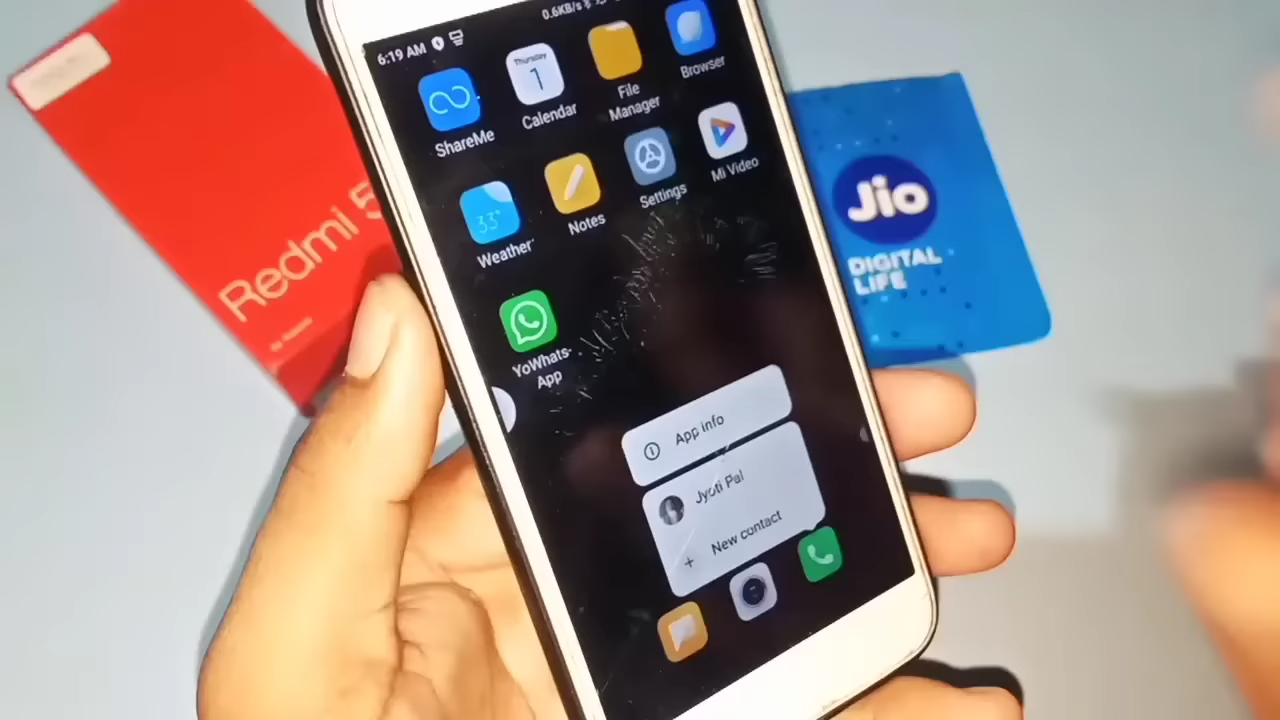 6:19 AM
0.6KB/s
ShareMe
Thursday
1
Calendar
File
Manager
Browser
33°
Weather
Notes
Settings
Mi Video
YoWhats-
App
App info
Jyoti Pal
+ New contact
Redmi 5
Jio
DIGITAL
LIFE